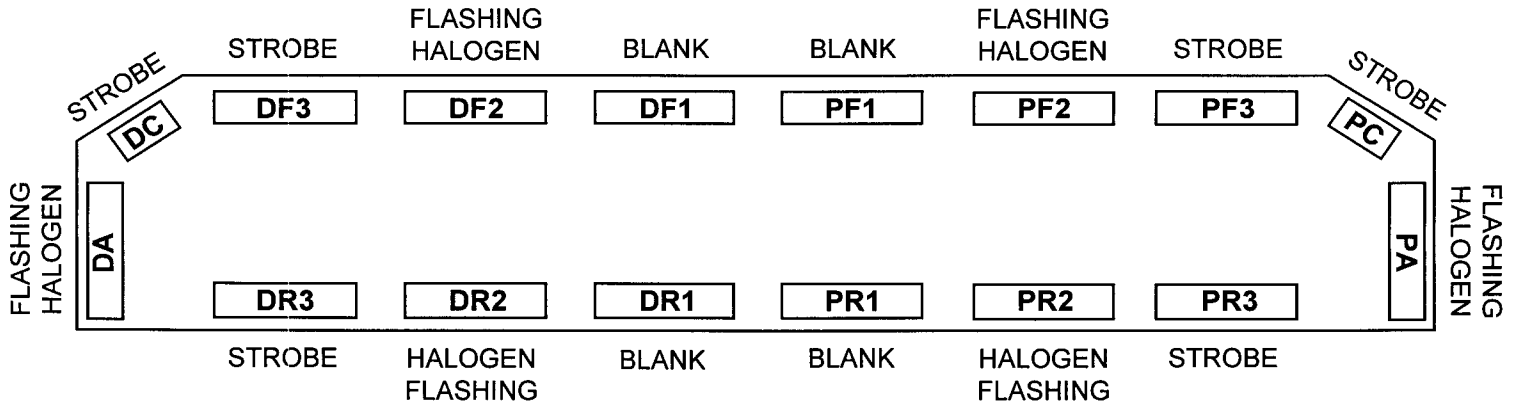 FLASHING
HALOGEN
FLASHING
HALOGEN
STROBE
BLANK
BLANK
STROBE
STROBE
STROBE
DC
DF3
DF2
DF1
PF1
PF2
PF3
PC
FLASHING
HALOGEN
DA
PA
FLASHING
HALOGEN
DR3
DR2
DR1
PR1
PR2
PR3
STROBE
HALOGEN
FLASHING
BLANK
BLANK
HALOGEN
FLASHING
STROBE